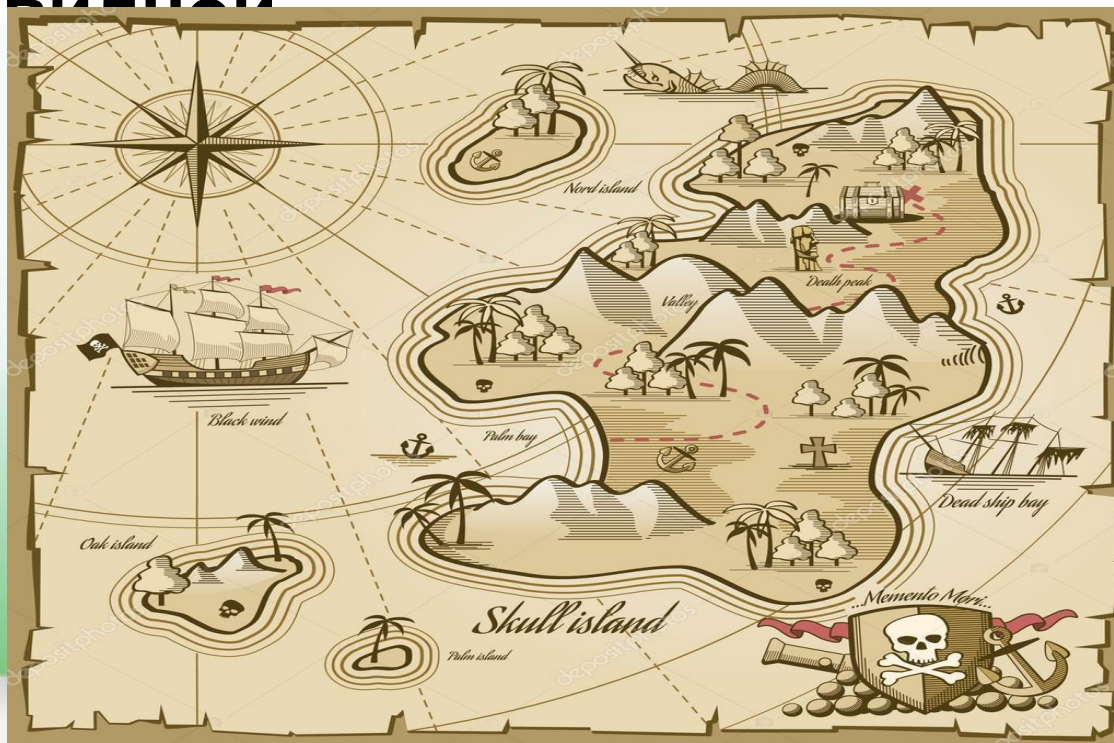 Nord island
Valley
Death peak
Black wind
Palm bay
Dead ship bay
Oak island
Memento Mori...
Skull island
Palm island
depositphotos